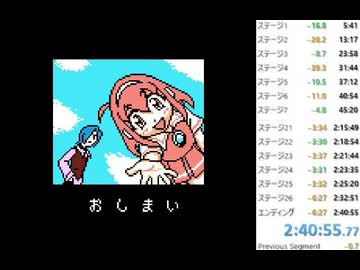 おしまい
ステージ1 -16.8 5:41
ステージ2 -28.2 13:17
ステージ3 -8.7 23:58
ステージ4 -39.3 31:44
ステージ5 -10.5 37:12
ステージ6 -11.0 40:54
ステージ7 -4.8 45:20
ステージ21 -3:34 2:15:49
ステージ22 -3:30 2:18:54
ステージ23 -3:37 2:21:44
ステージ24 -3:31 2:23:35
ステージ25 -3:32 2:25:20
ステージ26 -6:27 2:32:51
エンディング -6:27 2:40:55
2:40:55.77
Previous Segment -0.7